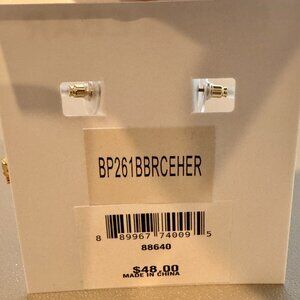 BP261BBRCEHER
8 89967 74009 5
88640
$48.00
MADE IN CHINA